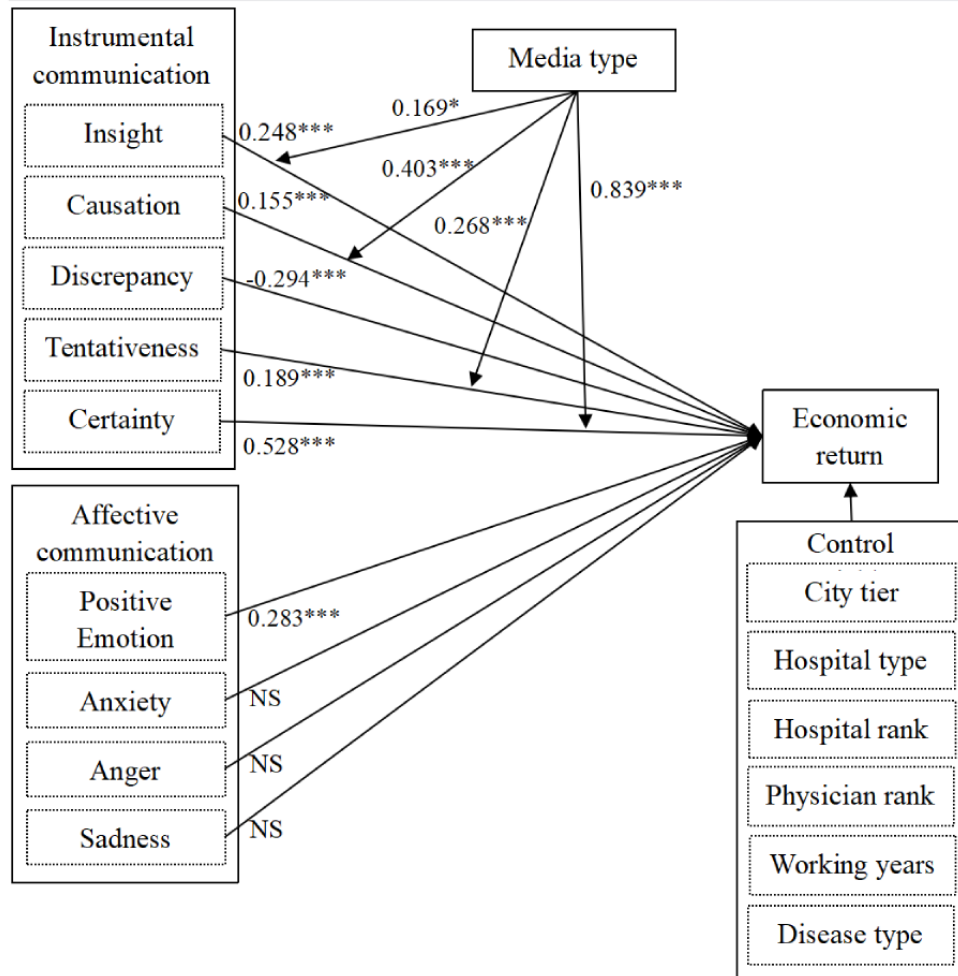 Instrumental
communication
Insight
Causation
Discrepancy
Tentativeness
Certainty
Media type
0.169*
0.248***
0.403***
0.155***
0.839***
0.268***
-0.294***
0.189***
0.528***
Economic
return
Affective
communication
Positive
Emotion
Anxiety
Anger
Sadness
0.283***
NS
NS
NS
Control
City tier
Hospital type
Hospital rank
Physician rank
Working years
Disease type